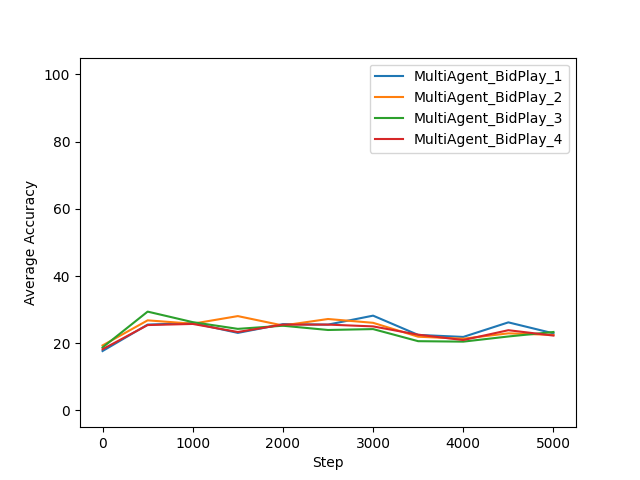 100
80
60
40
20
0
Average Accuracy
MultiAgent_BidPlay_1
MultiAgent_BidPlay_2
MultiAgent_BidPlay_3
MultiAgent_BidPlay_4
0 1000 2000 3000 4000 5000
Step